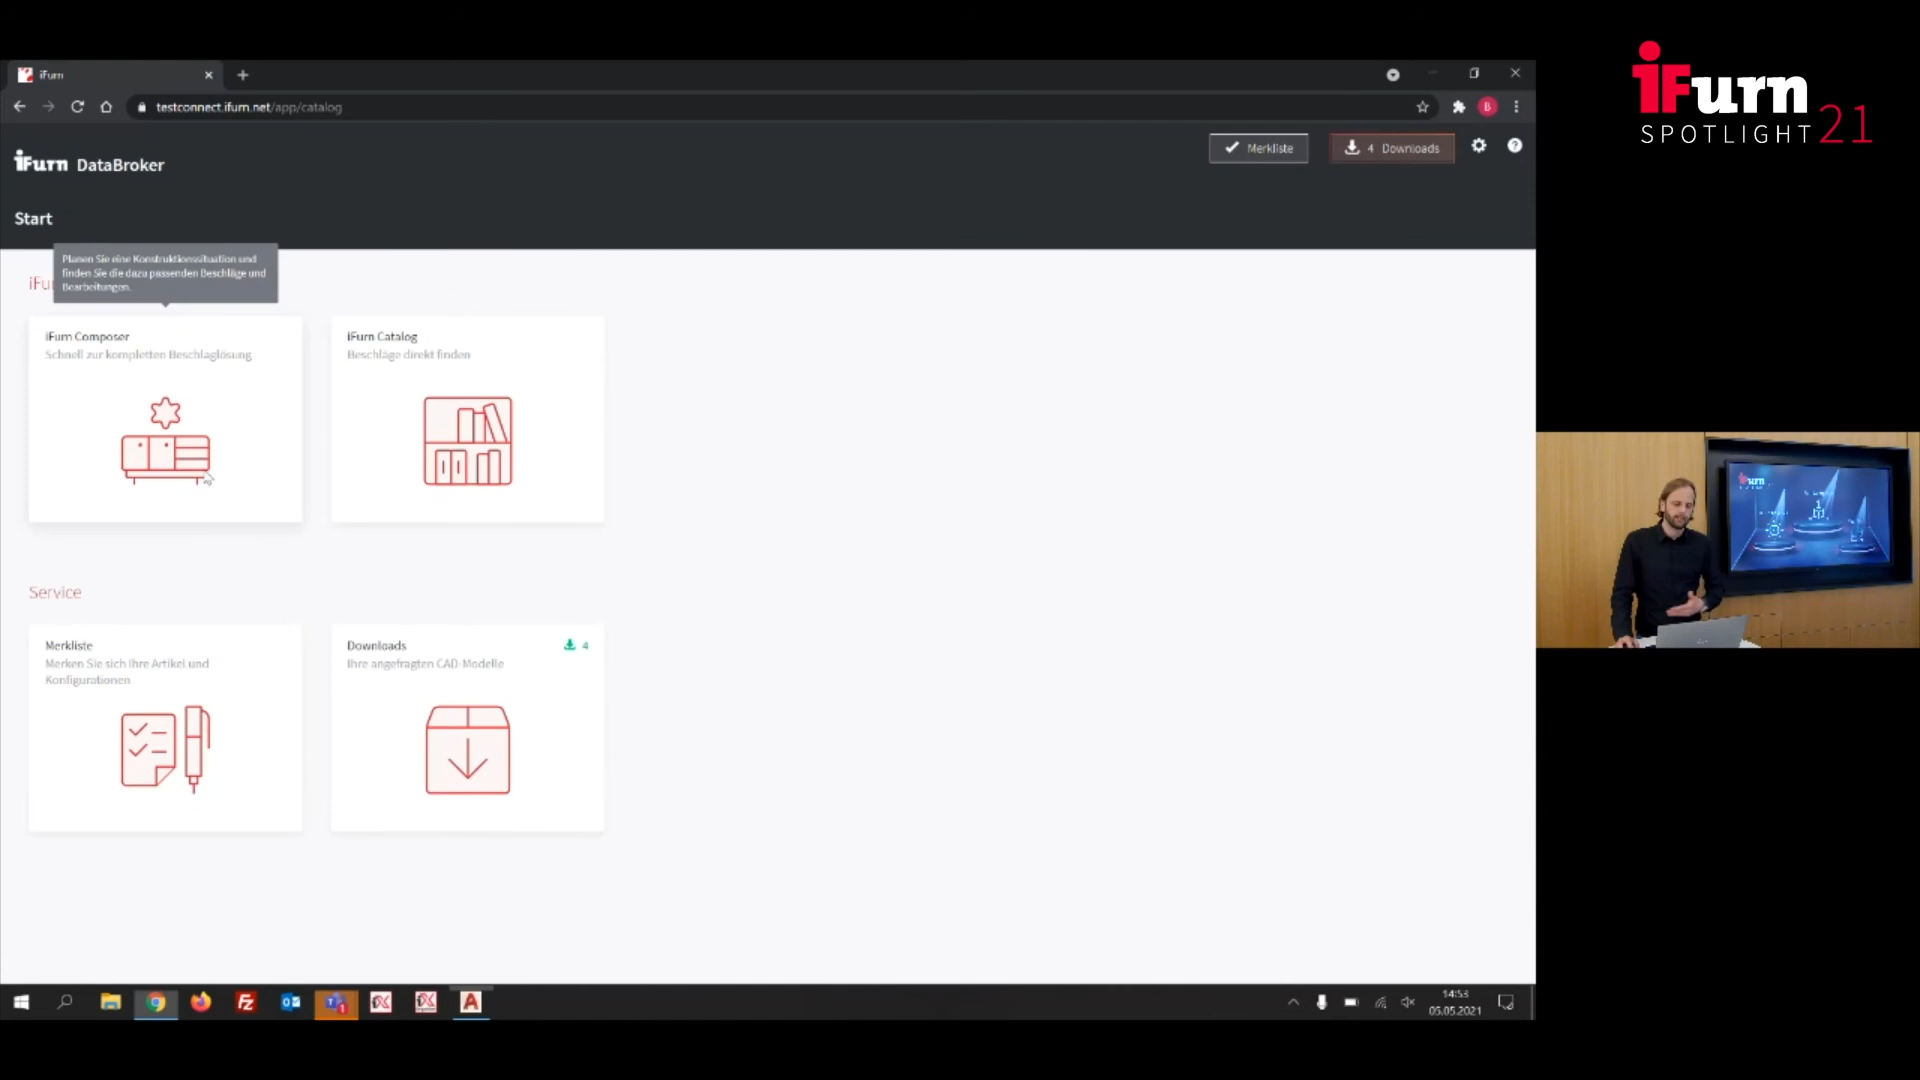 iFurn
SPOTLIGHT 21
iFurn
testconnect.ifurn.net/app/catalog
B
iFurn DataBroker
Merkliste
4 Downloads
Start
Planen Sie eine Konstruktionssituation und
finden Sie die dazu passenden Beschläge und
Bearbeitungen.
iFu
iFurn Composer
Schnell zur kompletten Beschlaglösung
iFurn Catalog
Beschläge direkt finden
Service
Merkliste
Merken Sie sich Ihre Artikel und
Konfigurationen
Downloads
4
Ihre angefragten CAD-Modelle
14:53
05.05.2021